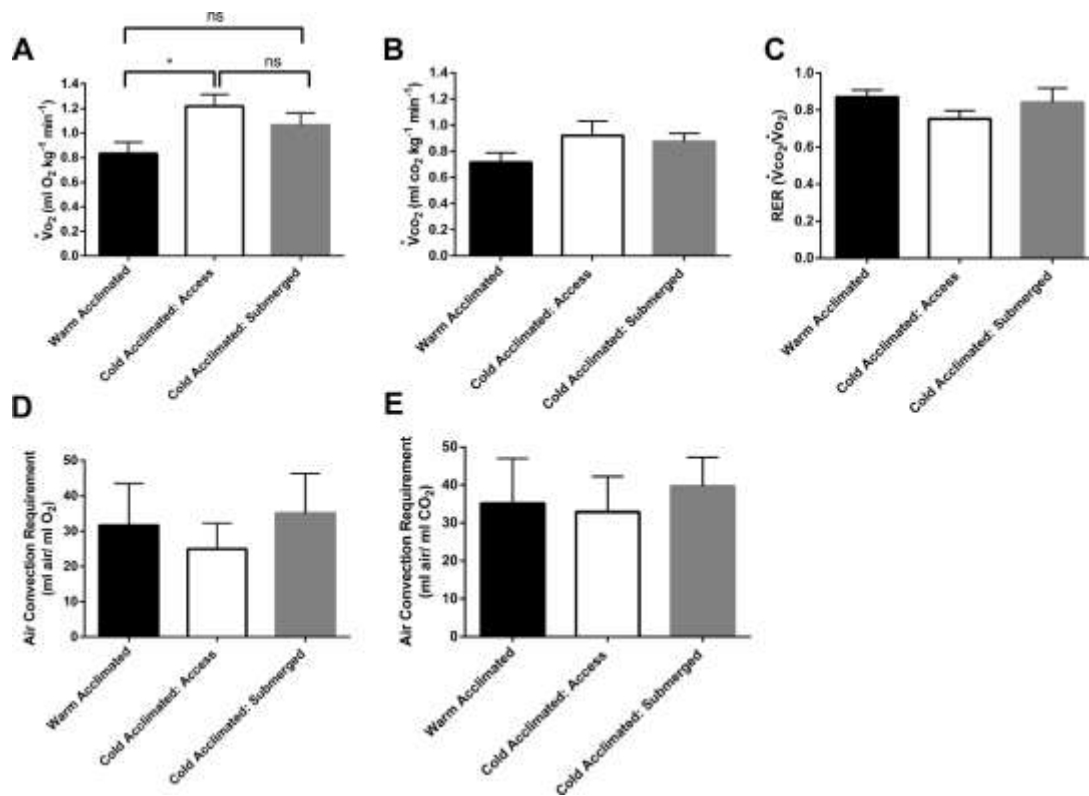 ns
A
*
ns
V̇o₂ (ml O₂ kg⁻¹ min⁻¹)
1.4
1.2
1.0
0.8
0.6
0.4
0.2
0.0
Warm Acclimated
Cold Acclimated: Access
Cold Acclimated: Submerged
B
V̇co₂ (ml co₂ kg⁻¹ min⁻¹)
1.4
1.2
1.0
0.8
0.6
0.4
0.2
0.0
Warm Acclimated
Cold Acclimated: Access
Cold Acclimated: Submerged
C
RER (V̇co₂/V̇o₂)
1.0
0.8
0.6
0.4
0.2
0.0
Warm Acclimated
Cold Acclimated: Access
Cold Acclimated: Submerged
D
Air Convection Requirement
(ml air/ ml O₂)
50
40
30
20
10
0
Warm Acclimated
Cold Acclimated: Access
Cold Acclimated: Submerged
E
Air Convection Requirement
(ml air/ ml CO₂)
50
40
30
20
10
0
Warm Acclimated
Cold Acclimated: Access
Cold Acclimated: Submerged